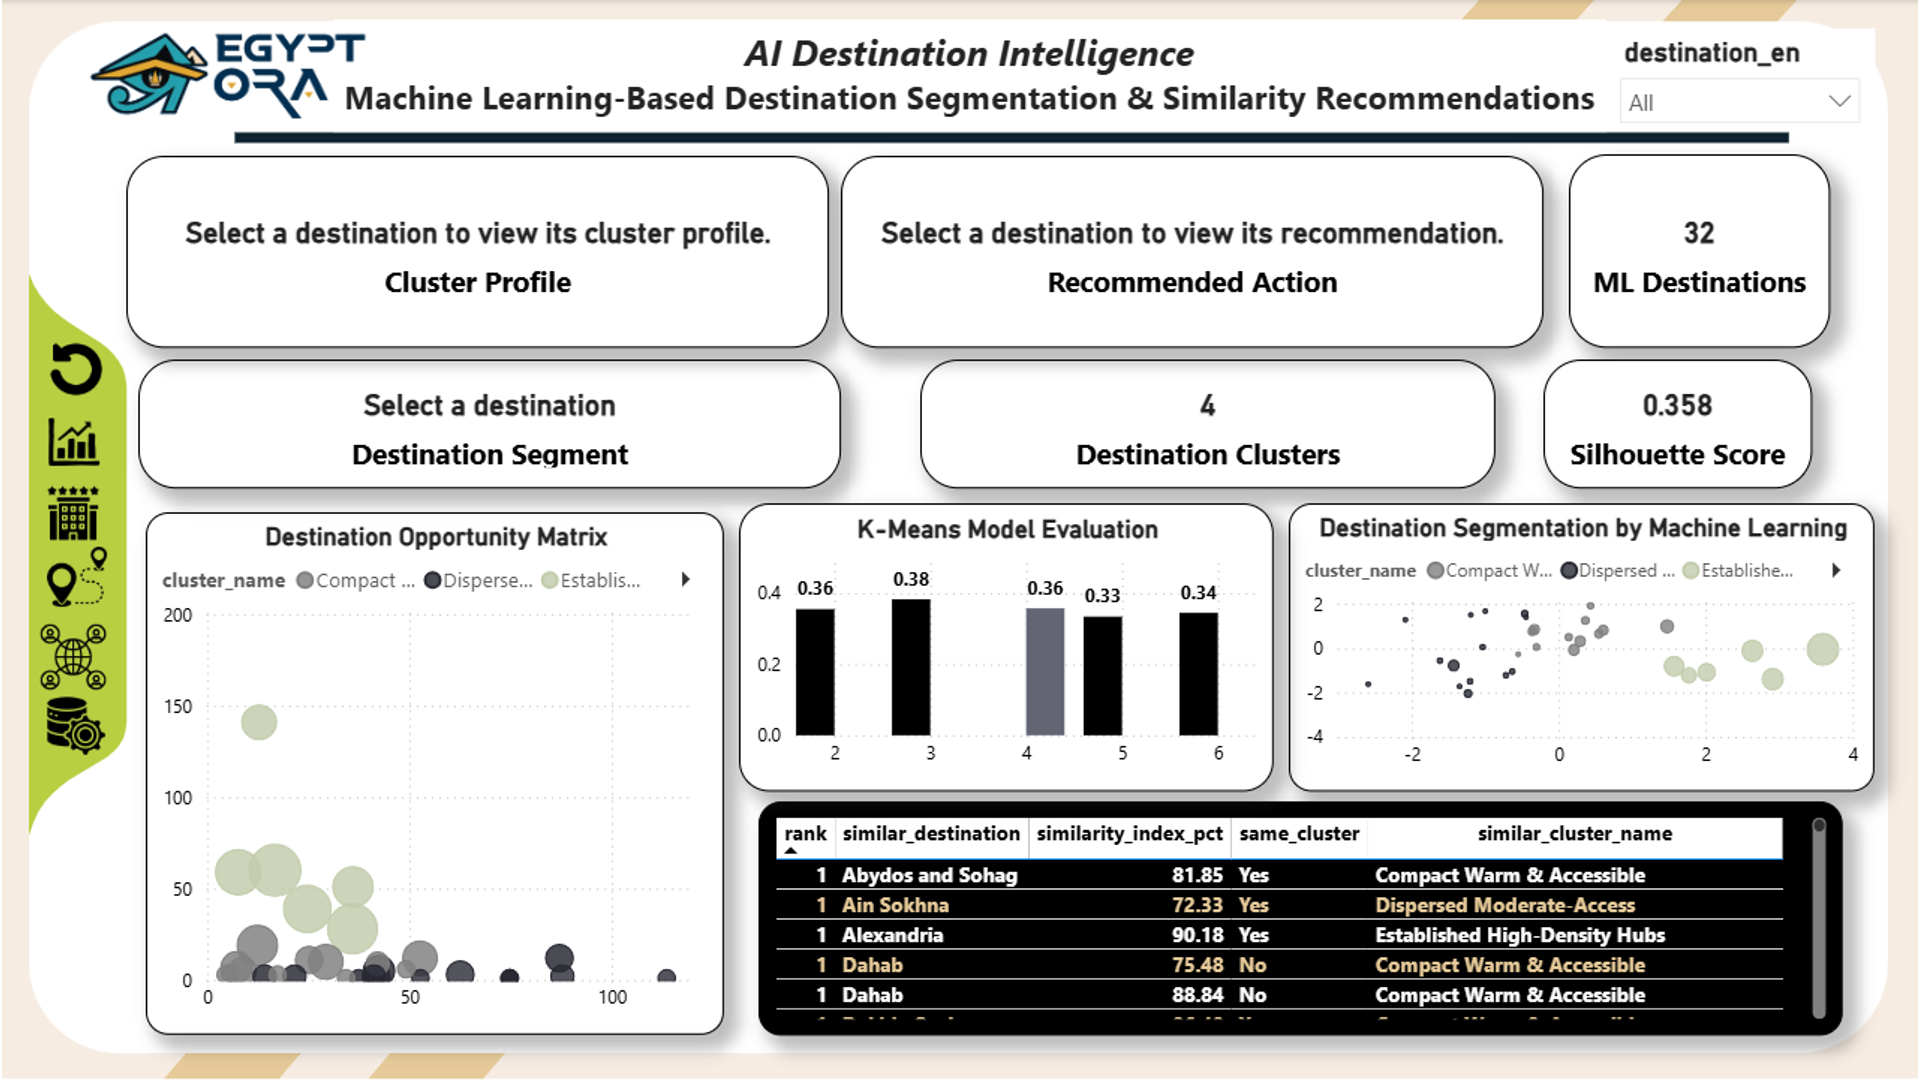 EGYPT
ORA
AI Destination Intelligence
Machine Learning-Based Destination Segmentation & Similarity Recommendations
destination_en
All
Select a destination to view its cluster profile.
Cluster Profile
Select a destination to view its recommendation.
Recommended Action
32
ML Destinations
Select a destination
Destination Segment
4
Destination Clusters
0.358
Silhouette Score
Destination Opportunity Matrix
cluster_name Compact ... Disperse... Establis...
200
150
100
50
0
0 50 100
K-Means Model Evaluation
0.4
0.2
0.0
0.36 0.38 0.36 0.33 0.34
2 3 4 5 6
Destination Segmentation by Machine Learning
cluster_name Compact W... Dispersed ... Establishe...
2
0
-2
-4
-2 0 2 4
rank similar_destination similarity_index_pct same_cluster similar_cluster_name
1 Abydos and Sohag 81.85 Yes Compact Warm & Accessible
1 Ain Sokhna 72.33 Yes Dispersed Moderate-Access
1 Alexandria 90.18 Yes Established High-Density Hubs
1 Dahab 75.48 No Compact Warm & Accessible
1 Dahab 88.84 No Compact Warm & Accessible